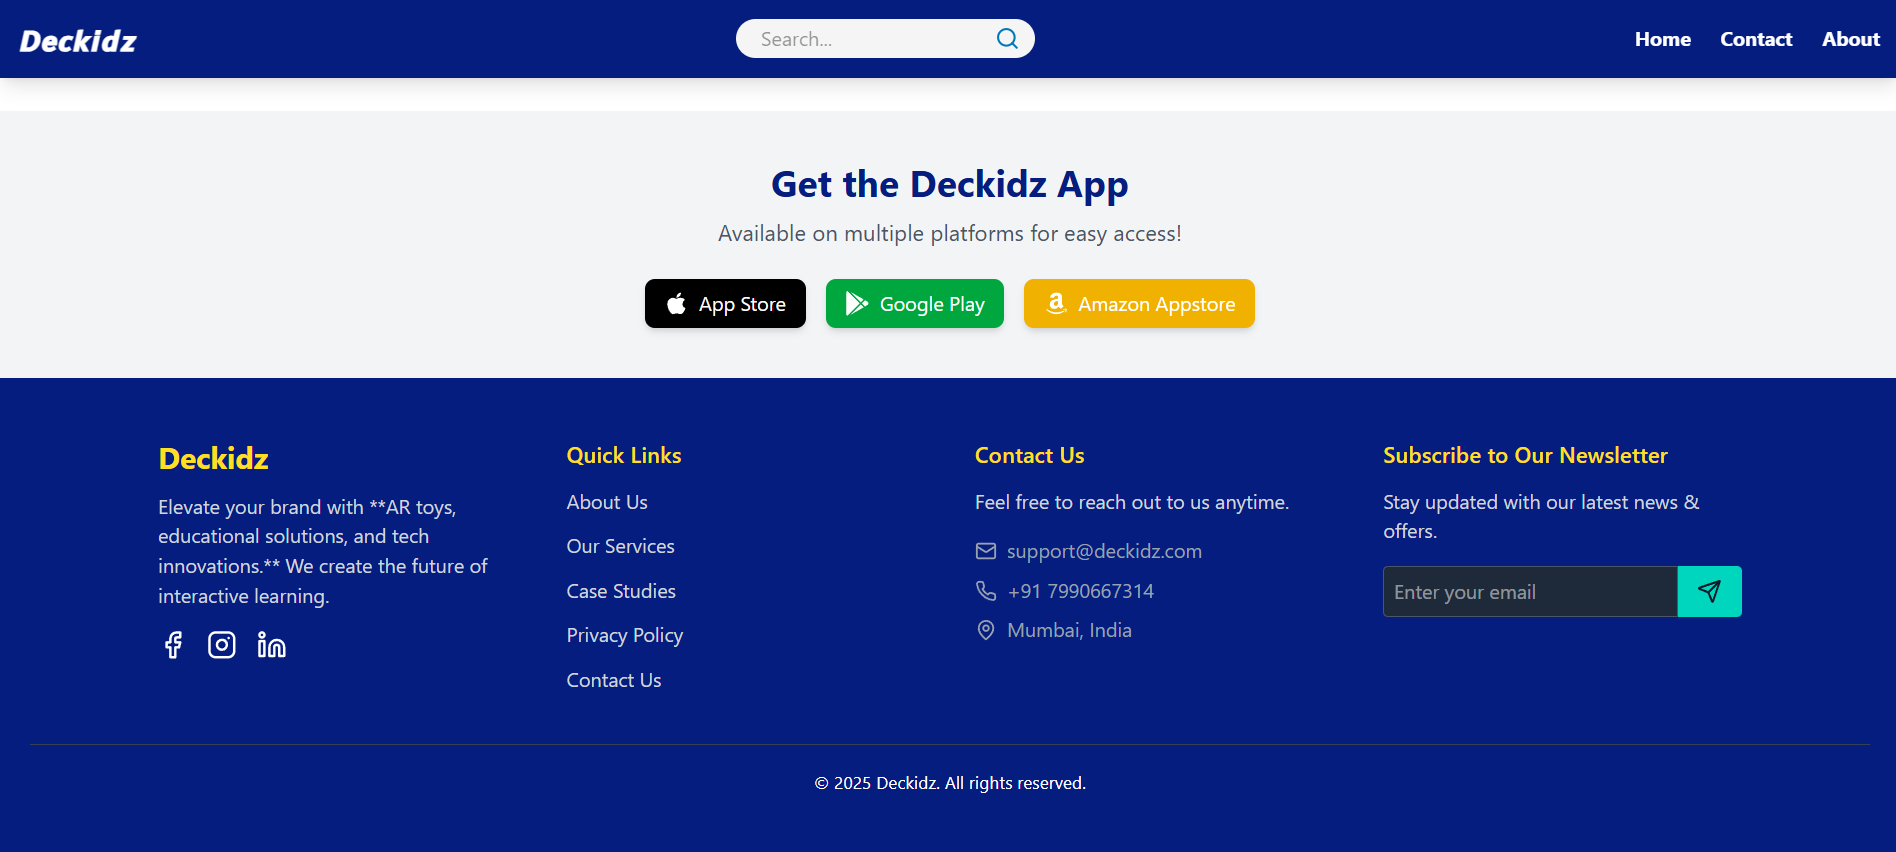 Deckidz
Search...
Home
Contact
About
Get the Deckidz App
Available on multiple platforms for easy access!
App Store
Google Play
Amazon Appstore
Deckidz
Elevate your brand with **AR toys,
educational solutions, and tech
innovations.** We create the future of
interactive learning.
Quick Links
About Us
Our Services
Case Studies
Privacy Policy
Contact Us
Contact Us
Feel free to reach out to us anytime.
support@deckidz.com
+91 7990667314
Mumbai, India
Subscribe to Our Newsletter
Stay updated with our latest news &
offers.
Enter your email
© 2025 Deckidz. All rights reserved.